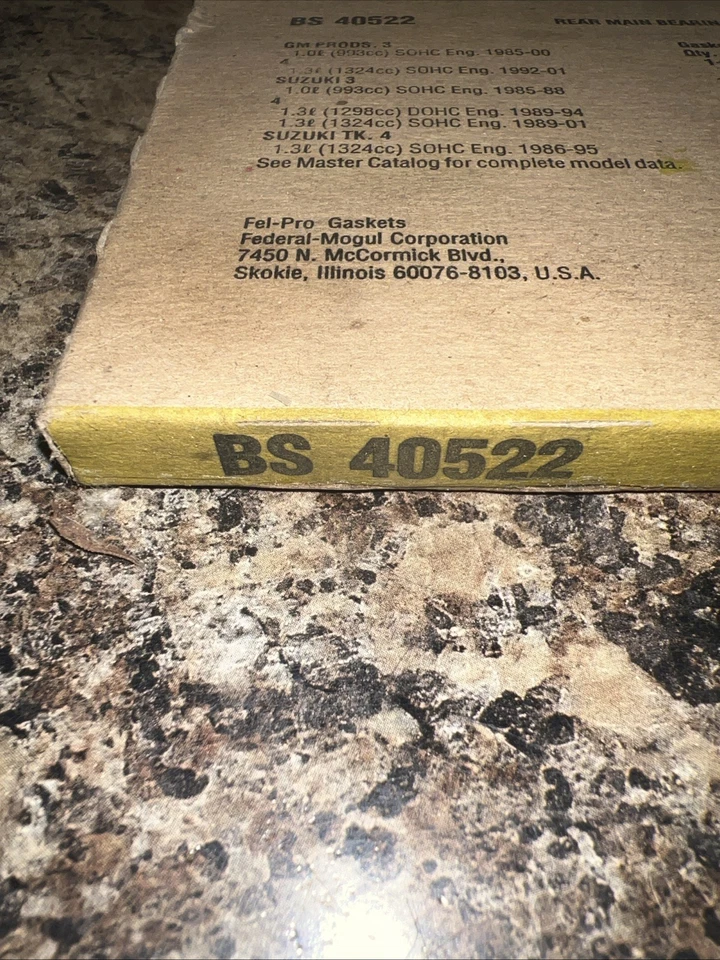 BS 40522 REAR MAIN BEARIN
GM PRODS. 3 Gask
1.0ℓ (993cc) SOHC Eng. 1985-00 Qty.
4
1.3ℓ (1324cc) SOHC Eng. 1992-01
SUZUKI 3
1.0ℓ (993cc) SOHC Eng. 1985-88
4
1.3ℓ (1298cc) DOHC Eng. 1989-94
1.3ℓ (1324cc) SOHC Eng. 1989-01
SUZUKI TK. 4
1.3ℓ (1324cc) SOHC Eng. 1986-95
See Master Catalog for complete model data.
Fel-Pro Gaskets
Federal-Mogul Corporation
7450 N. McCormick Blvd.,
Skokie, Illinois 60076-8103, U.S.A.
BS 40522